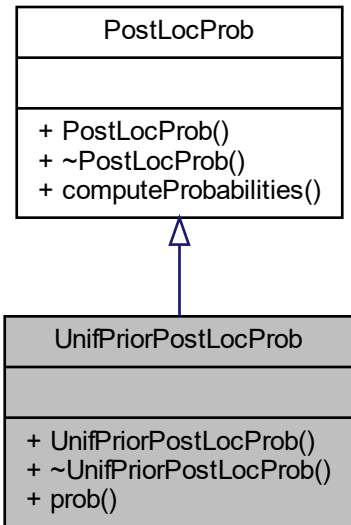 PostLocProb
+ PostLocProb()
+ ~PostLocProb()
+ computeProbabilities()
UnifPriorPostLocProb
+ UnifPriorPostLocProb()
+ ~UnifPriorPostLocProb()
+ prob()